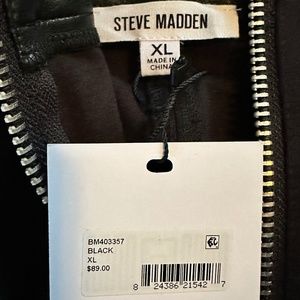 STEVE MADDEN
XL
MADE IN
CHINA
BM403357
BLACK
XL
$89.00
8 24386 21542 7